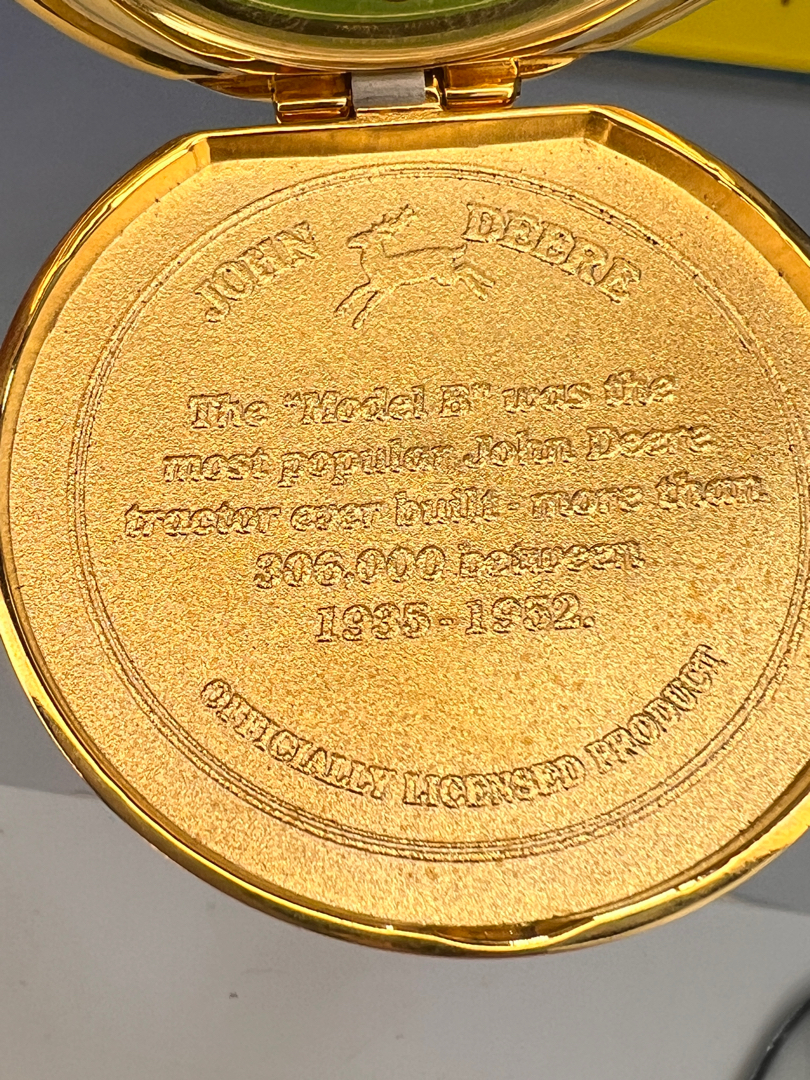 JOHN DEERE
The "Model B" was the
most popular John Deere
tractor ever built - more than
306,000 between
1935 - 1952.
OFFICIALLY LICENSED PRODUCT